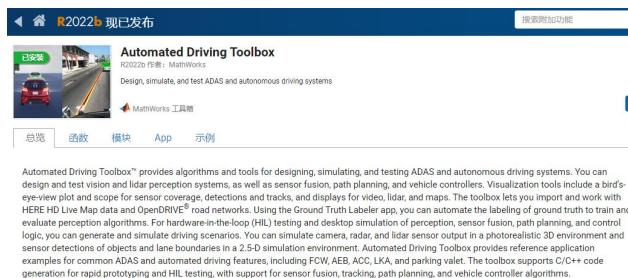 R2022b 现已发布
搜索附加功能
已安装
Automated Driving Toolbox
R2022b 作者：MathWorks
Design, simulate, and test ADAS and autonomous driving systems
MathWorks 工具箱
总览 函数 模块 App 示例
Automated Driving Toolbox™ provides algorithms and tools for designing, simulating, and testing ADAS and autonomous driving systems. You can
design and test vision and lidar perception systems, as well as sensor fusion, path planning, and vehicle controllers. Visualization tools include a bird's-
eye-view plot and scope for sensor coverage, detections and tracks, and displays for video, lidar, and maps. The toolbox lets you import and work with
HERE HD Live Map data and OpenDRIVE® road networks. Using the Ground Truth Labeler app, you can automate the labeling of ground truth to train and
evaluate perception algorithms. For hardware-in-the-loop (HIL) testing and desktop simulation of perception, sensor fusion, path planning, and control
logic, you can generate and simulate driving scenarios. You can simulate camera, radar, and lidar sensor output in a photorealistic 3D environment and
sensor detections of objects and lane boundaries in a 2.5-D simulation environment. Automated Driving Toolbox provides reference application
examples for common ADAS and automated driving features, including FCW, AEB, ACC, LKA, and parking valet. The toolbox supports C/C++ code
generation for rapid prototyping and HIL testing, with support for sensor fusion, tracking, path planning, and vehicle controller algorithms.